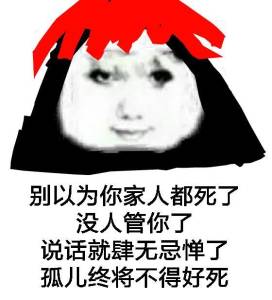 别以为你家人都死了
没人管你了
说话就肆无忌惮了
孤儿终将不得好死